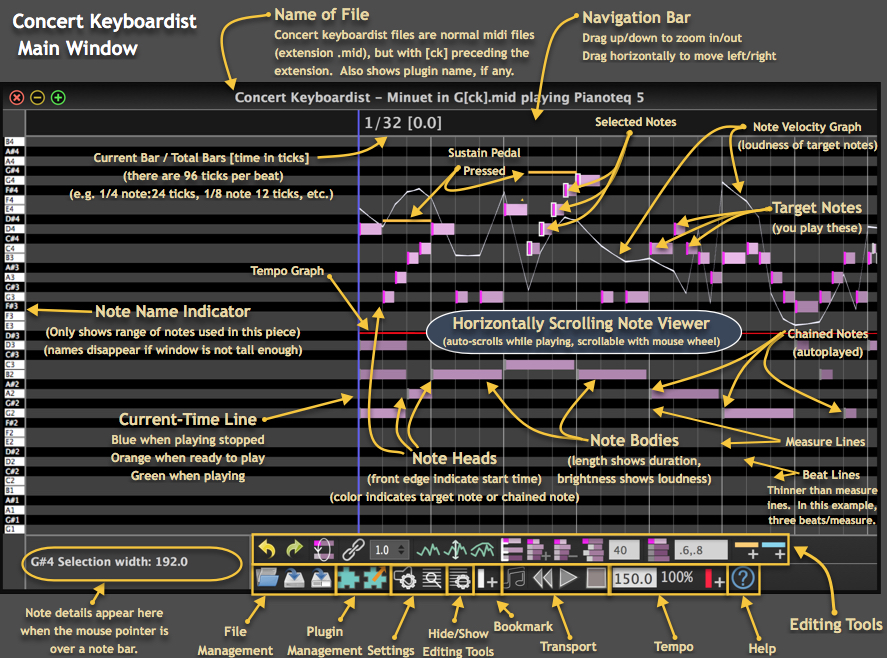 Concert Keyboardist
Main Window
Name of File
Concert keyboardist files are normal midi files
(extension .mid), but with [ck] preceding the
extension.  Also shows plugin name, if any.
Navigation Bar
Drag up/down to zoom in/out
Drag horizontally to move left/right
Concert Keyboardist – Minuet in G[ck].mid playing Pianoteq 5
1/32 [0.0]
Selected Notes
Note Velocity Graph
(loudness of target notes)
Current Bar / Total Bars [time in ticks]
(there are 96 ticks per beat)
(e.g. 1/4 note:24 ticks, 1/8 note 12 ticks, etc.)
Sustain Pedal
Pressed
Target Notes
(you play these)
Tempo Graph
Note Name Indicator
(Only shows range of notes used in this piece)
(names disappear if window is not tall enough)
Horizontally Scrolling Note Viewer
(auto-scrolls while playing, scrollable with mouse wheel)
Chained Notes
(autoplayed)
Current-Time Line
Blue when playing stopped
Orange when ready to play
Green when playing
Note Heads
(front edge indicate start time)
(color indicates target note or chained note)
Note Bodies
(length shows duration,
brightness shows loudness)
Measure Lines
Beat Lines
Thinner than measure
lines.  In this example,
three beats/measure.
B4
A#4
A4
G#4
G4
F#4
F4
E4
D#4
D4
C#4
C4
B3
A#3
A3
G#3
G3
F#3
F3
E3
D#3
D3
C#3
C3
B2
A#2
A2
G#2
G2
F#2
F2
E2
D#2
D2
C#2
C2
B1
A#1
A1
G#1
G1
G#4 Selection width: 192.0
1.0
40
.6,.8
150.0
100%
Note details appear here
when the mouse pointer is
over a note bar.
File
Management
Plugin
Management
Settings
Hide/Show
Editing Tools
Bookmark
Transport
Tempo
Help
Editing Tools